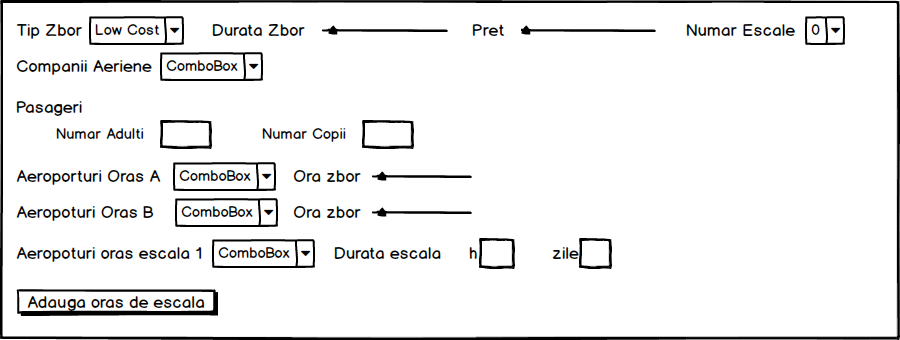 Tip Zbor Low Cost Durata Zbor Pret Numar Escale 0
Companii Aeriene ComboBox
Pasageri
Numar Adulti Numar Copii
Aeroporturi Oras A ComboBox Ora zbor
Aeropoturi Oras B ComboBox Ora zbor
Aeropoturi oras escala 1 ComboBox Durata escala h zile
Adauga oras de escala